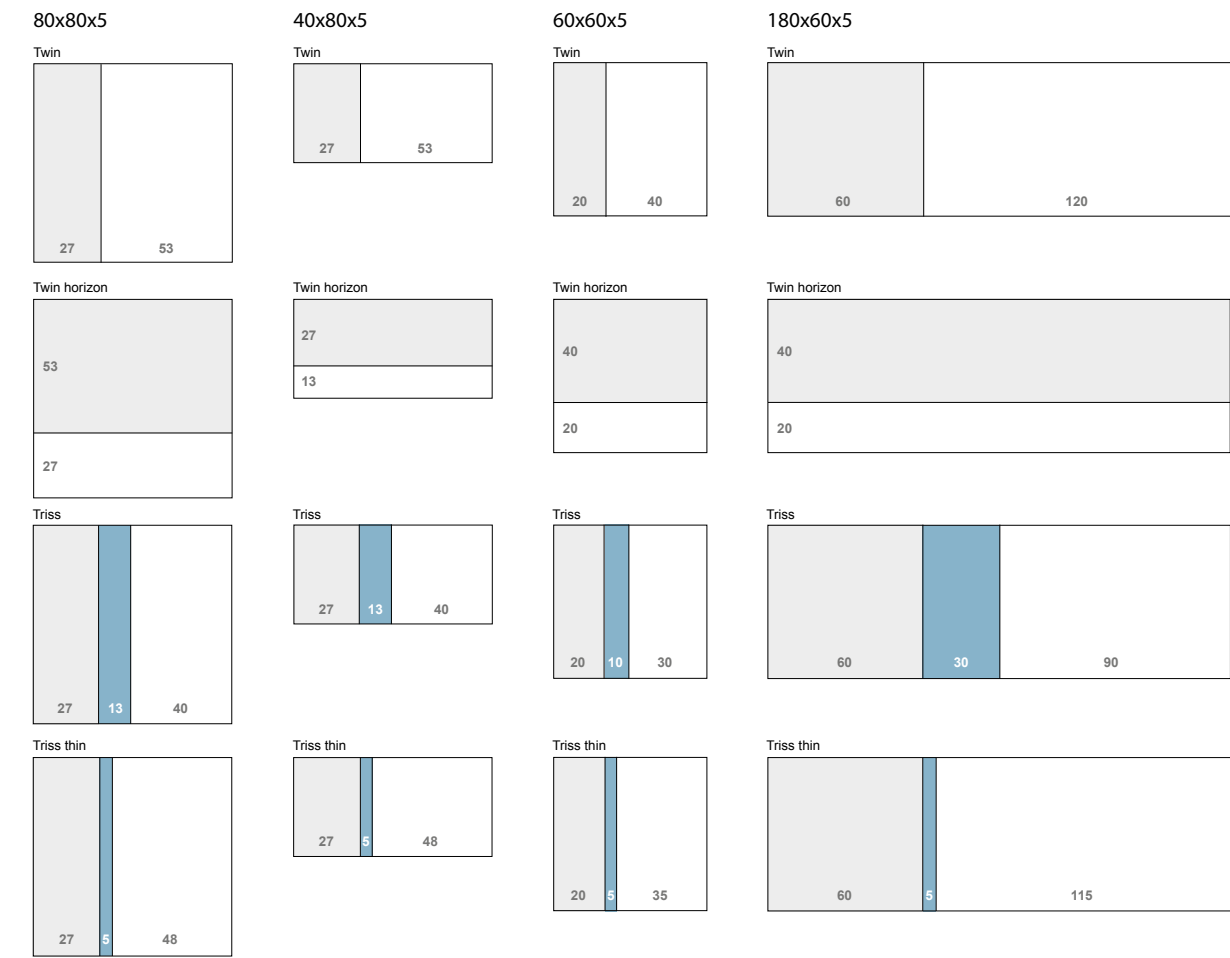 80x80x5 40x80x5 60x60x5 180x60x5
Twin Twin Twin Twin
27 53 27 53 20 40 60 120
Twin horizon Twin horizon Twin horizon Twin horizon
53 27 40 40
27 13 20 20
Triss Triss Triss Triss
27 13 40 27 13 40 20 10 30 60 30 90
Triss thin Triss thin Triss thin Triss thin
27 5 48 27 5 48 20 5 35 60 5 115